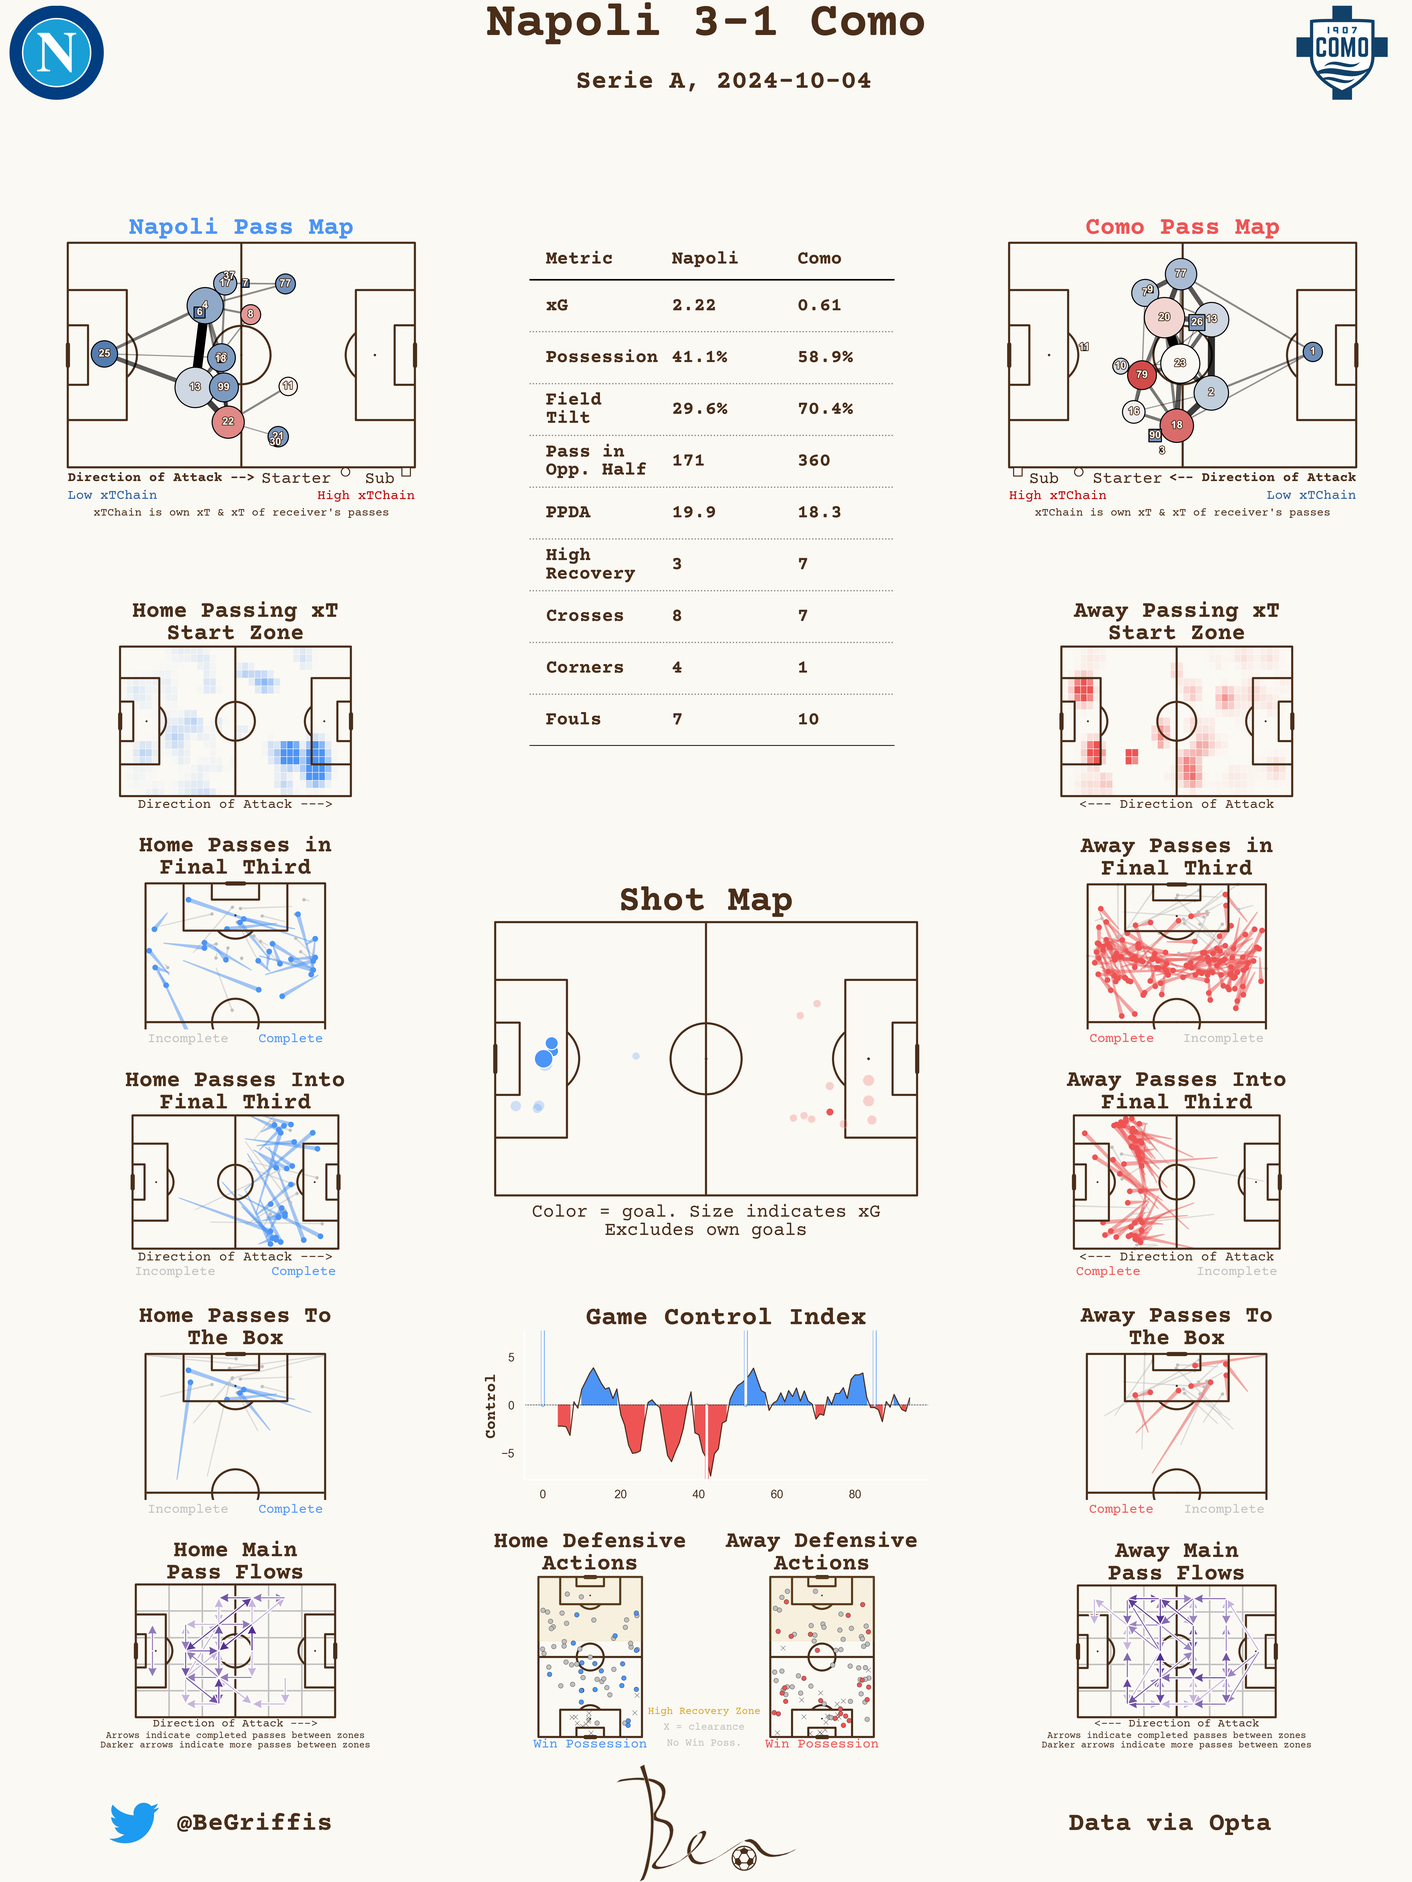 Napoli 3-1 Como
Serie A, 2024-10-04
N
1907
COMO
Napoli Pass Map
37
17
7
77
4
6
8
25
13
99
11
22
21
30
Direction of Attack --> Starter Sub
Low xTChain High xTChain
xTChain is own xT & xT of receiver's passes
Metric Napoli Como
xG 2.22 0.61
Possession 41.1% 58.9%
Field
Tilt 29.6% 70.4%
Pass in
Opp. Half 171 360
PPDA 19.9 18.3
High
Recovery 3 7
Crosses 8 7
Corners 4 1
Fouls 7 10
Como Pass Map
77
7
9
20
26
13
11
10
79
23
1
2
16
18
90
3
Sub Starter <-- Direction of Attack
High xTChain Low xTChain
xTChain is own xT & xT of receiver's passes
Home Passing xT
Start Zone
Direction of Attack --->
Away Passing xT
Start Zone
<--- Direction of Attack
Home Passes in
Final Third
Incomplete Complete
Away Passes in
Final Third
Complete Incomplete
Shot Map
Color = goal. Size indicates xG
Excludes own goals
Home Passes Into
Final Third
Direction of Attack --->
Incomplete Complete
Away Passes Into
Final Third
<--- Direction of Attack
Complete Incomplete
Home Passes To
The Box
Incomplete Complete
Game Control Index
Control
5
0
−5
0 20 40 60 80
Away Passes To
The Box
Complete Incomplete
Home Main
Pass Flows
Direction of Attack --->
Arrows indicate completed passes between zones
Darker arrows indicate more passes between zones
Home Defensive
Actions
Win Possession
Away Defensive
Actions
Win Possession
High Recovery Zone
X = clearance
No Win Poss.
Away Main
Pass Flows
<--- Direction of Attack
Arrows indicate completed passes between zones
Darker arrows indicate more passes between zones
@BeGriffis
Ben
Data via Opta